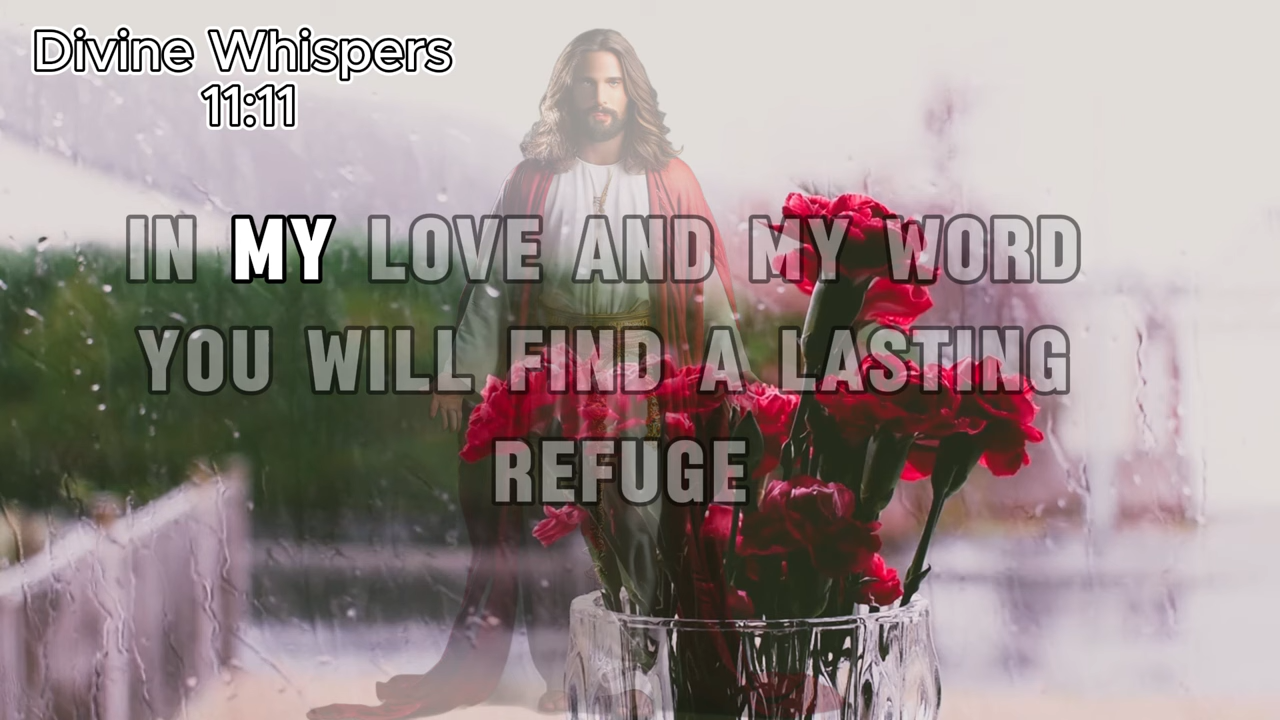 Divine Whispers
11:11
IN MY LOVE AND MY WORD
YOU WILL FIND A LASTING
REFUGE